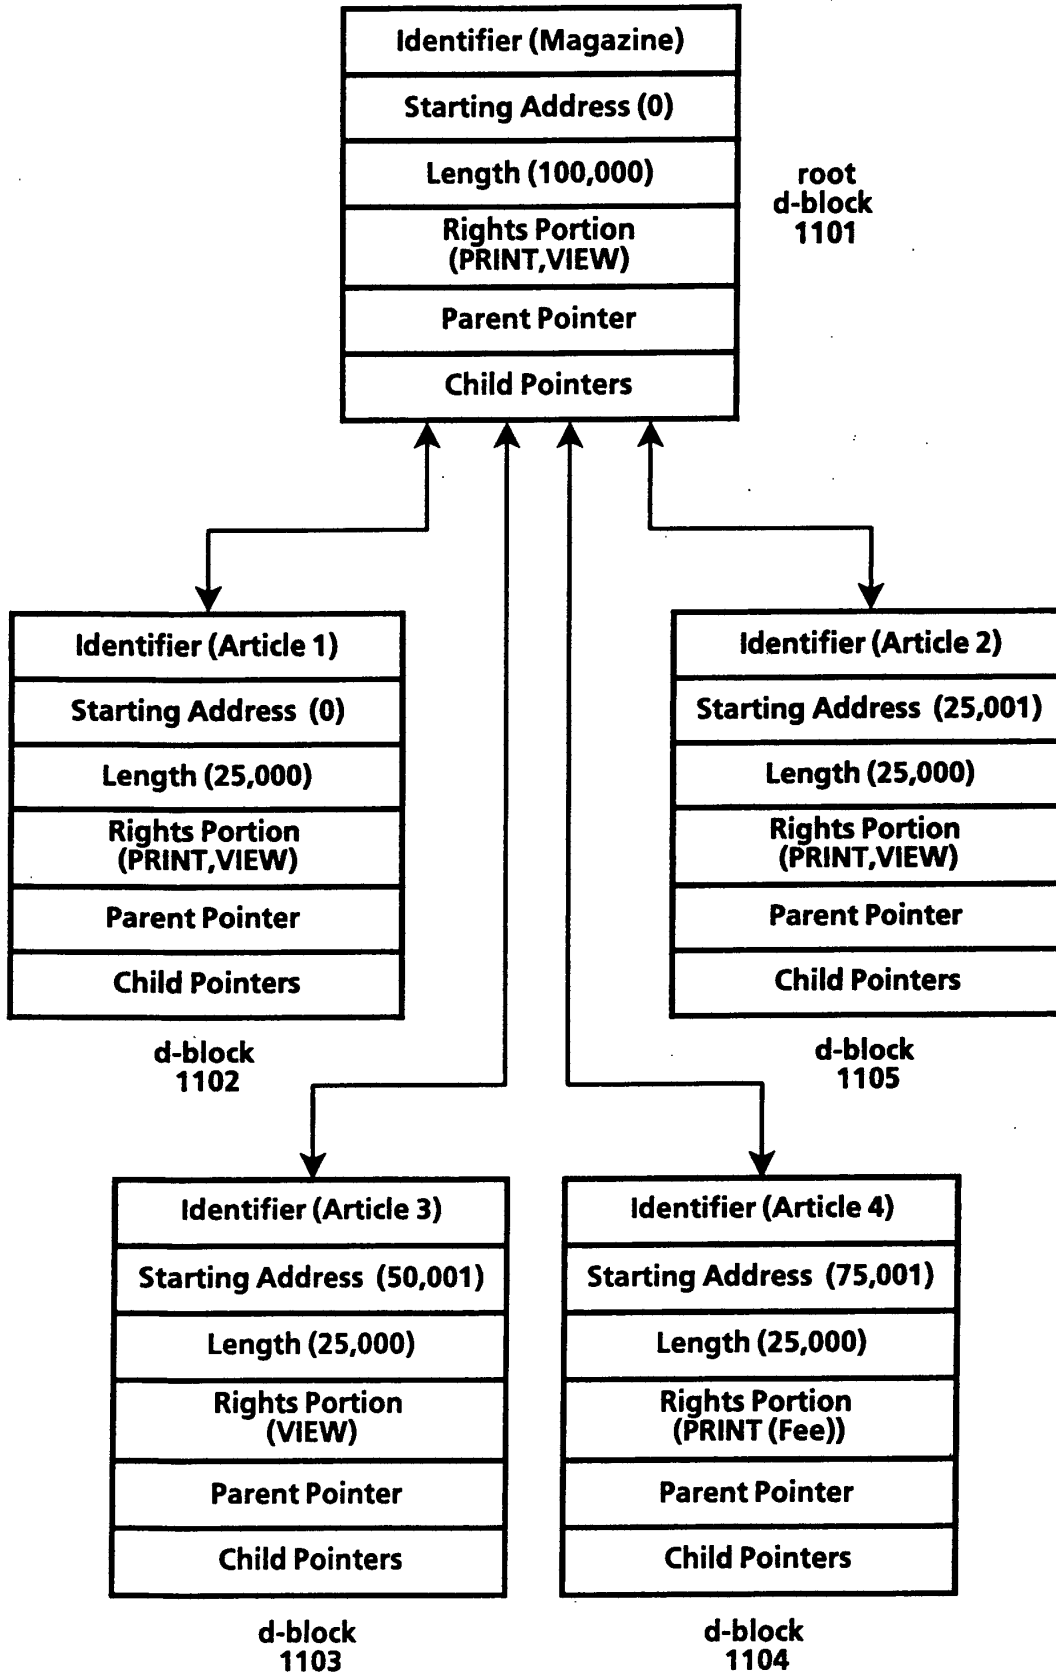 Identifier (Magazine)
Starting Address (0)
Length (100,000)
Rights Portion
(PRINT,VIEW)
Parent Pointer
Child Pointers
root
d-block
1101
Identifier (Article 1)
Starting Address (0)
Length (25,000)
Rights Portion
(PRINT,VIEW)
Parent Pointer
Child Pointers
d-block
1102
Identifier (Article 2)
Starting Address (25,001)
Length (25,000)
Rights Portion
(PRINT,VIEW)
Parent Pointer
Child Pointers
d-block
1105
Identifier (Article 3)
Starting Address (50,001)
Length (25,000)
Rights Portion
(VIEW)
Parent Pointer
Child Pointers
d-block
1103
Identifier (Article 4)
Starting Address (75,001)
Length (25,000)
Rights Portion
(PRINT (Fee))
Parent Pointer
Child Pointers
d-block
1104